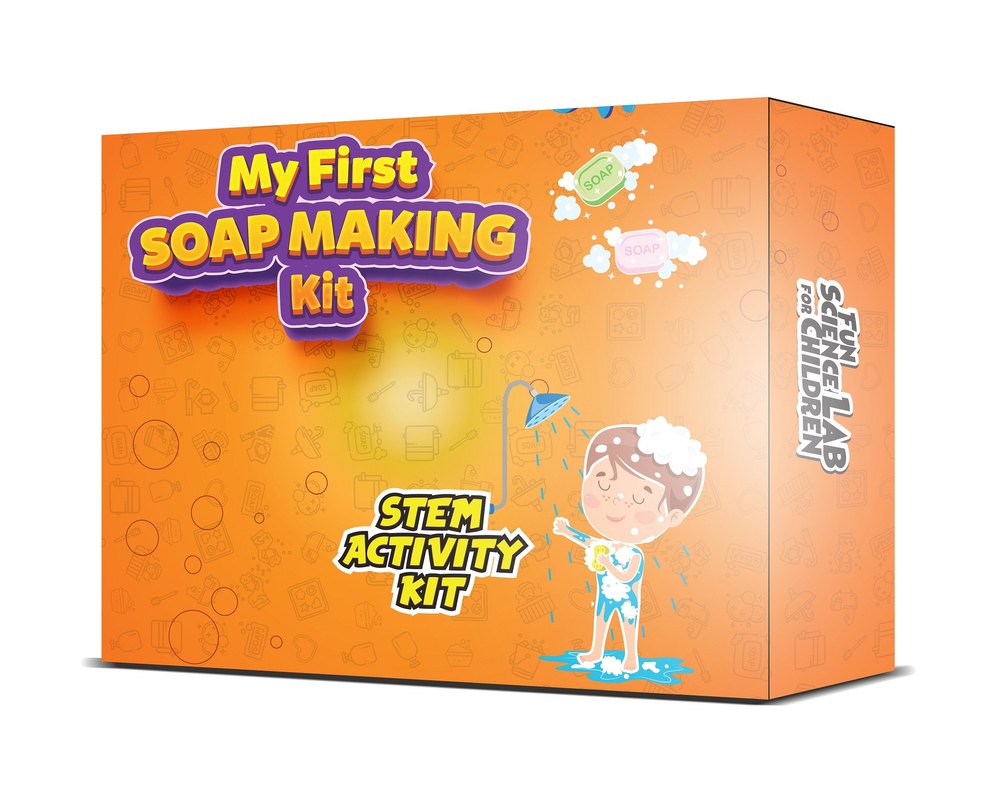 My First
SOAP MAKING
Kit
SOAP
SOAP
STEM
ACTIVITY
KIT
FUN
SCIENCE LAB
FOR CHILDREN